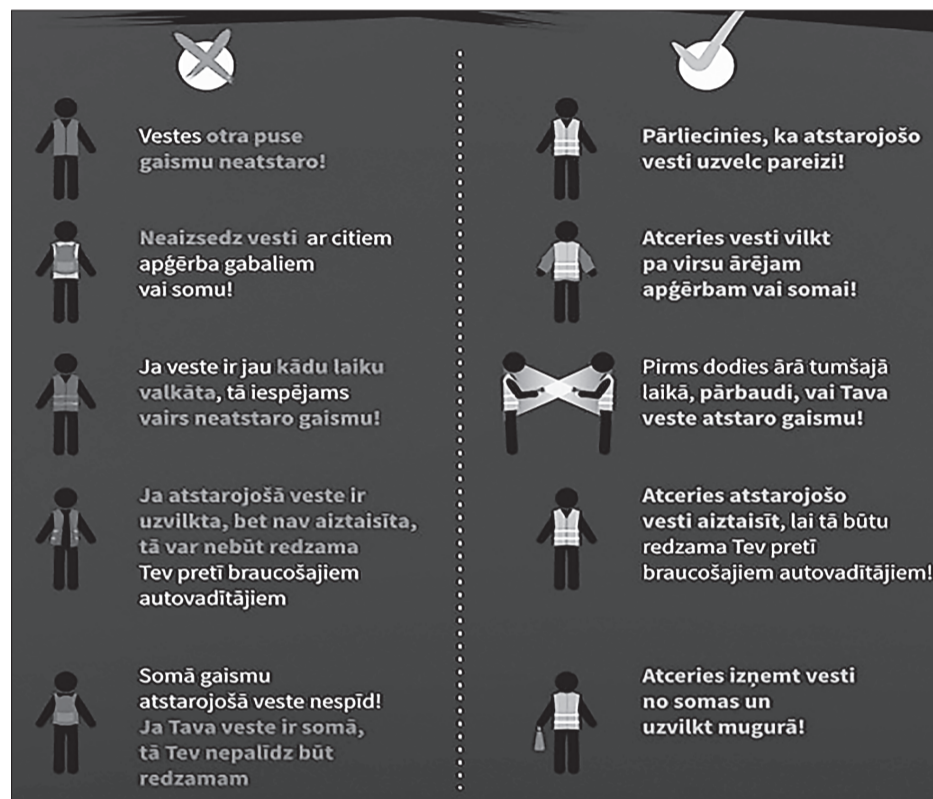 Vestes otra puse
gaismu neatstaro!
Neaizsedz vesti ar citiem
apģērba gabaliem
vai somu!
Ja veste ir jau kādu laiku
valkāta, tā iespējams
vairs neatstaro gaismu!
Ja atstarojošā veste ir
uzvilkta, bet nav aiztaisīta,
tā var nebūt redzama
Tev pretī braucošajiem
autovadītājiem
Somā gaismu
atstarojošā veste nespīd!
Ja Tava veste ir somā,
tā Tev nepalīdz būt
redzamam
Pārliecinies, ka atstarojošo
vesti uzvelc pareizi!
Atceries vesti vilkt
pa virsu ārējam
apģērbam vai somai!
Pirms dodies ārā tumšajā
laikā, pārbaudi, vai Tava
veste atstaro gaismu!
Atceries atstarojošo
vesti aiztaisīt, lai tā būtu
redzama Tev pretī
braucošajiem autovadītājiem!
Atceries izņemt vesti
no somas un
uzvilkt mugurā!